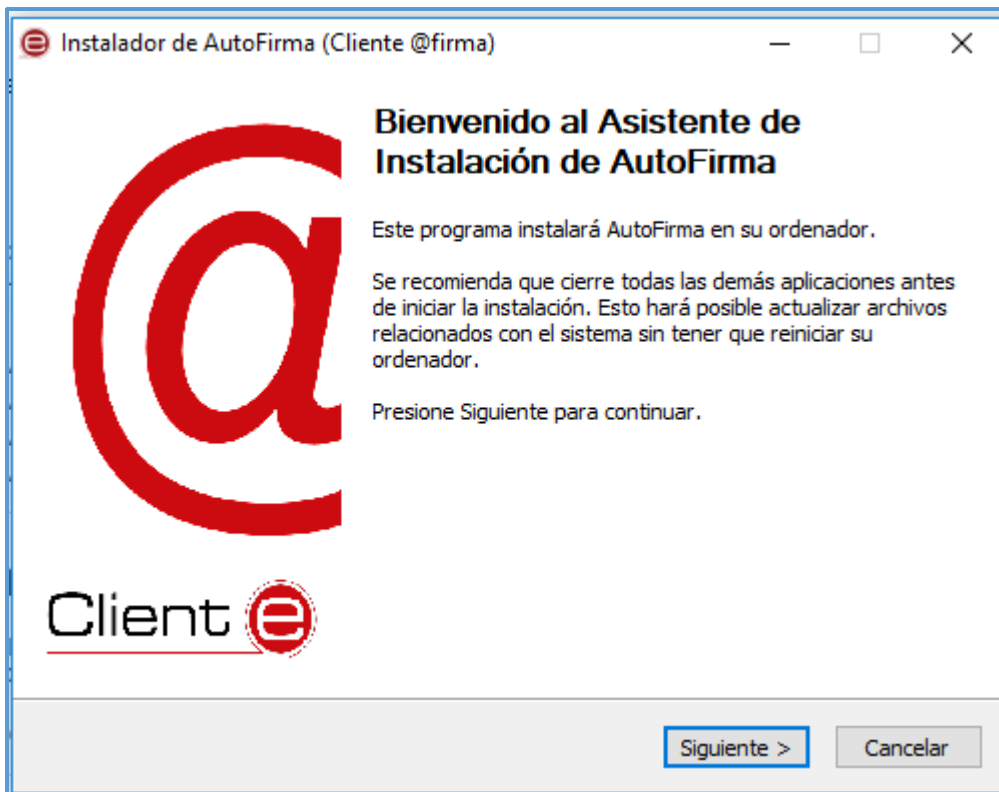 Instalador de AutoFirma (Cliente @firma)
Bienvenido al Asistente de
Instalación de AutoFirma
Este programa instalará AutoFirma en su ordenador.
Se recomienda que cierre todas las demás aplicaciones antes
de iniciar la instalación. Esto hará posible actualizar archivos
relacionados con el sistema sin tener que reiniciar su
ordenador.
Presione Siguiente para continuar.
@
Client e
Siguiente >
Cancelar